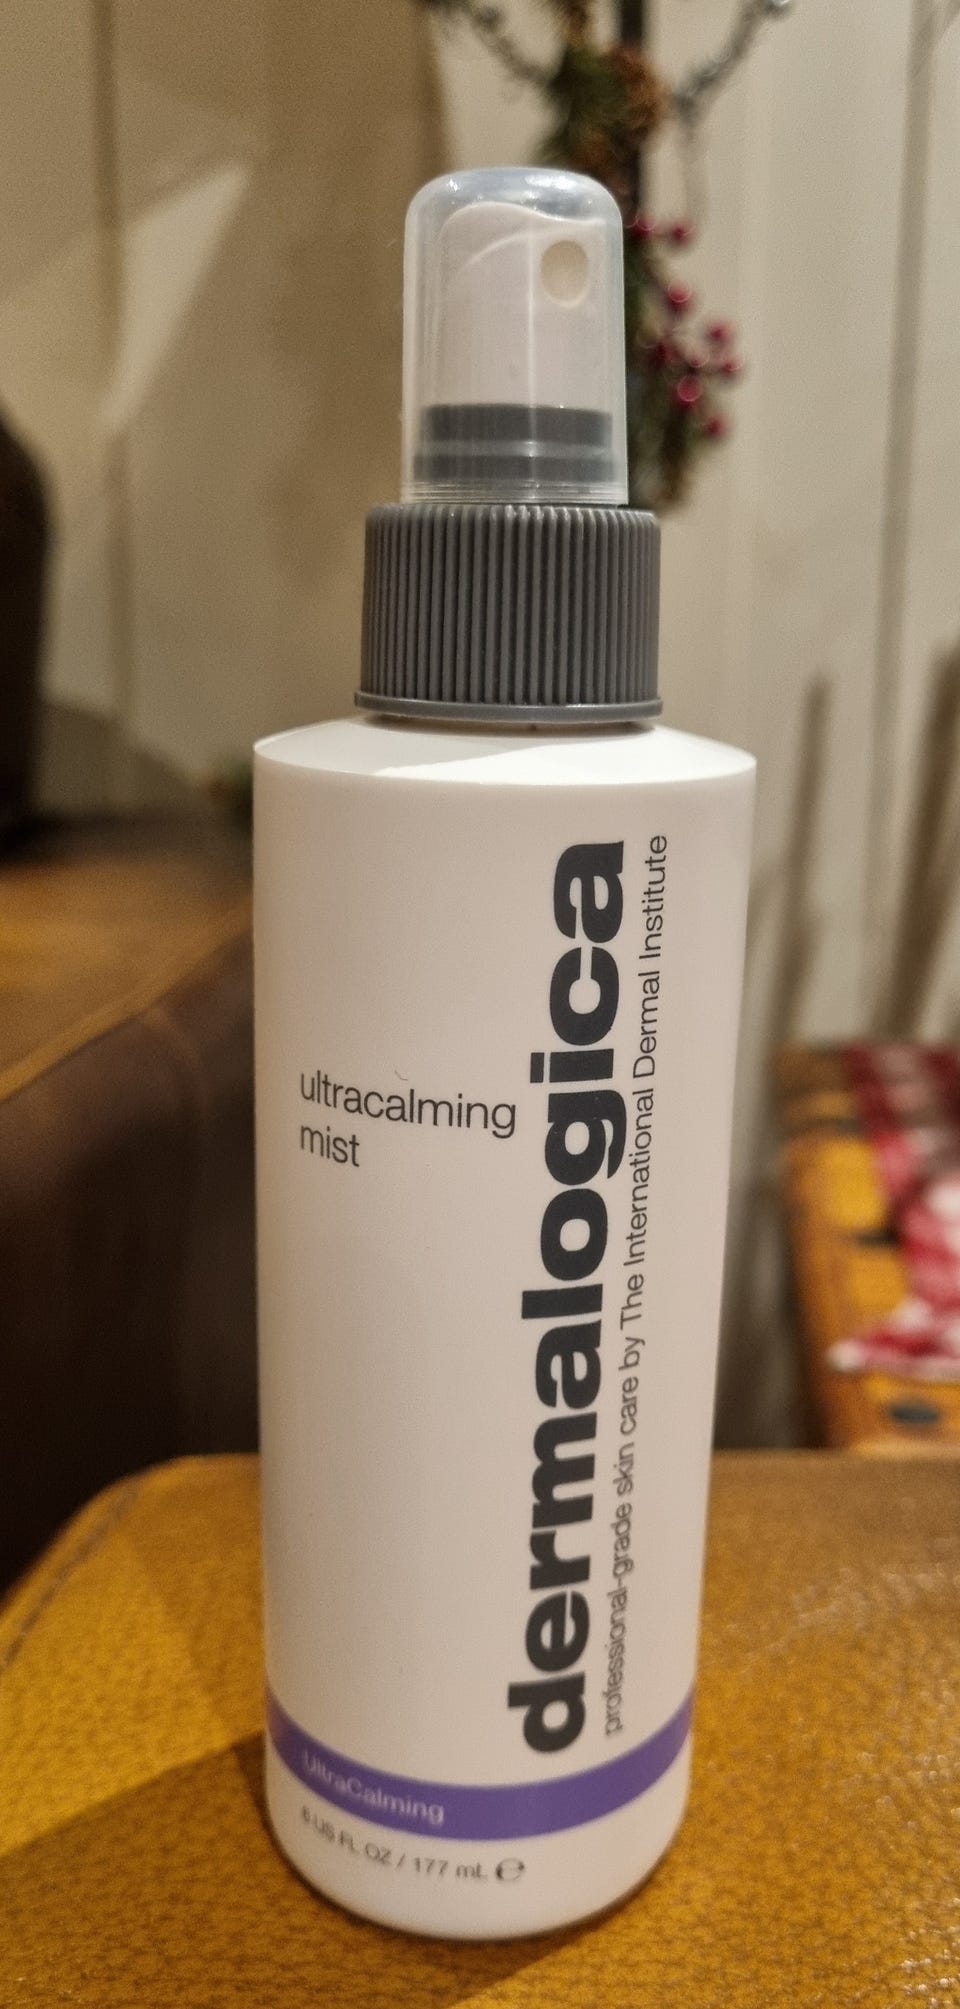 ultracalming
mist
dermalogica
professional-grade skin care by The International Dermal Institute
UltraCalming
6 US FL OZ / 177 mL ℮